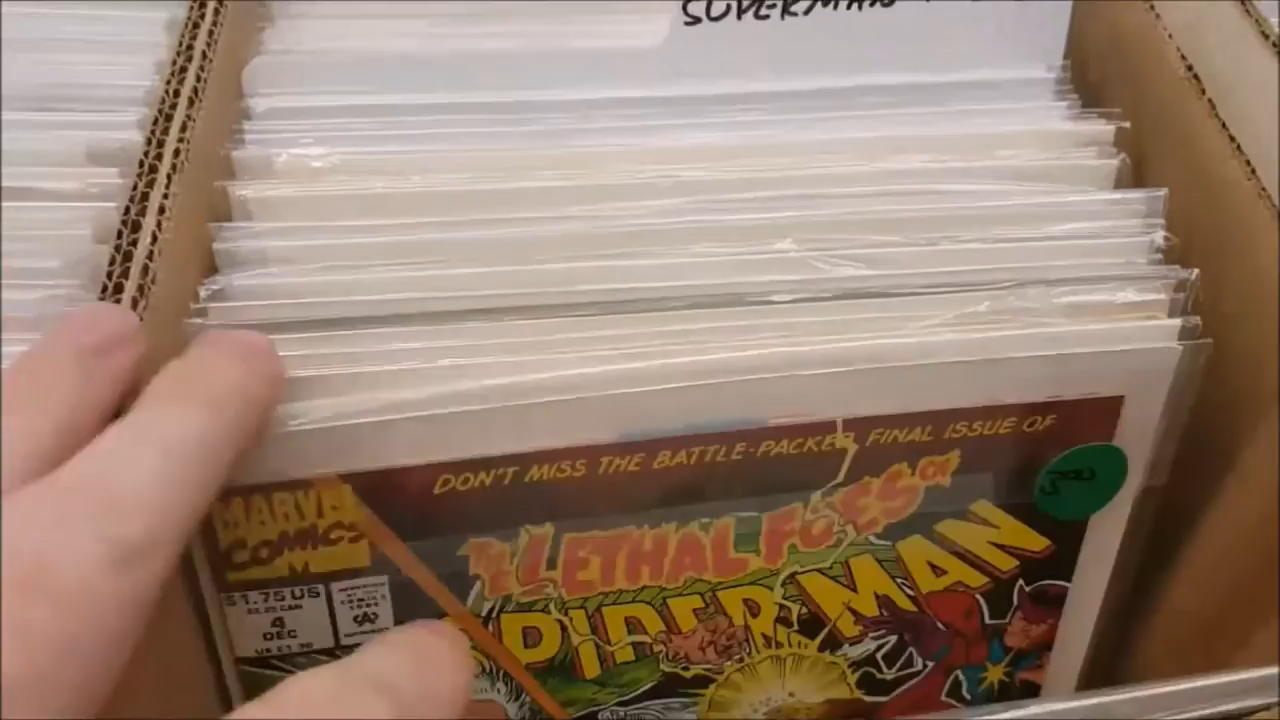 SUPERMAN
DON'T MISS THE BATTLE-PACKED FINAL ISSUE OF
MARVEL
COMICS
THE LETHAL FOES OF
SPIDER-MAN
$1.75 US
4
DEC